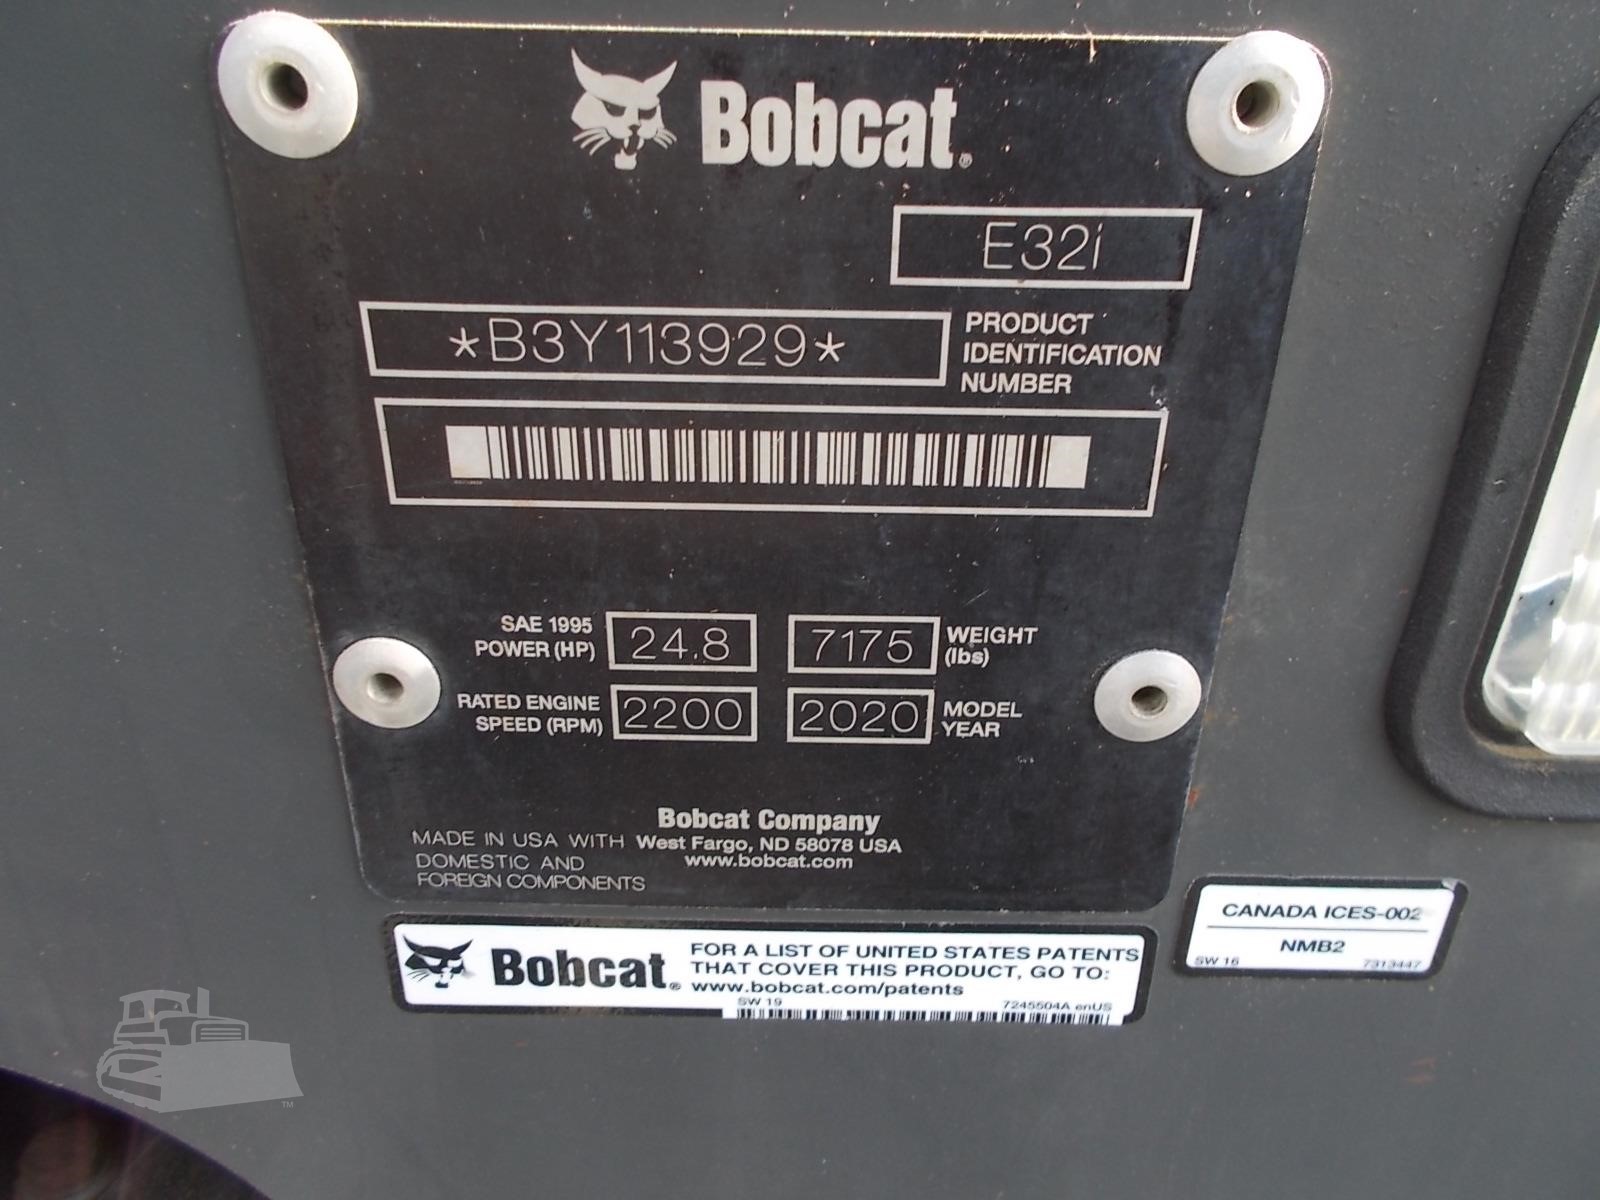 Bobcat®
E32i
*B3Y113929*
PRODUCT
IDENTIFICATION
NUMBER
SAE 1995
POWER (HP)
24.8
7175
WEIGHT
(lbs)
RATED ENGINE
SPEED (RPM)
2200
2020
MODEL
YEAR
Bobcat Company
West Fargo, ND 58078 USA
www.bobcat.com
MADE IN USA WITH
DOMESTIC AND
FOREIGN COMPONENTS
Bobcat®
FOR A LIST OF UNITED STATES PATENTS
THAT COVER THIS PRODUCT, GO TO:
www.bobcat.com/patents
SW 19
7245504A enUS
CANADA ICES-002
NMB2
SW 16
7313447
TM